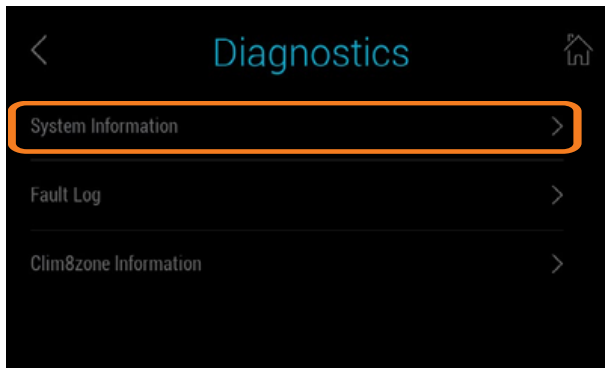 Diagnostics
System Information
Fault Log
Clim8zone Information